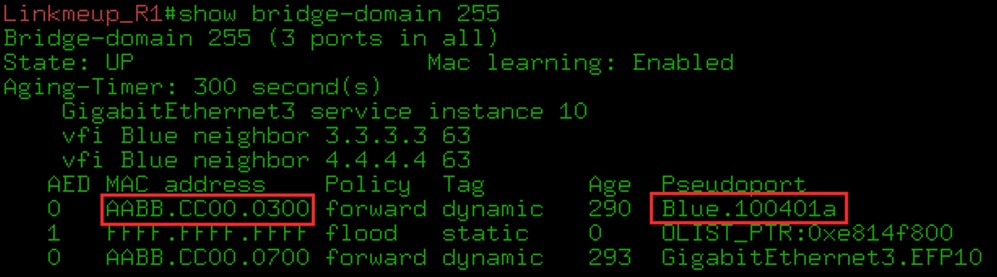 Linkmeup_R1#show bridge-domain 255
Bridge-domain 255 (3 ports in all)
State: UP                    Mac learning: Enabled
Aging-Timer: 300 second(s)
    GigabitEthernet3 service instance 10
    vfi Blue neighbor 3.3.3.3 63
    vfi Blue neighbor 4.4.4.4 63
   AED MAC address    Policy  Tag       Age  Pseudoport
   0   AABB.CC00.0300 forward dynamic   290  Blue.100401a
   1   FFFF.FFFF.FFFF flood   static    0    OLIST_PTR:0xe814f800
   0   AABB.CC00.0700 forward dynamic   293  GigabitEthernet3.EFP10